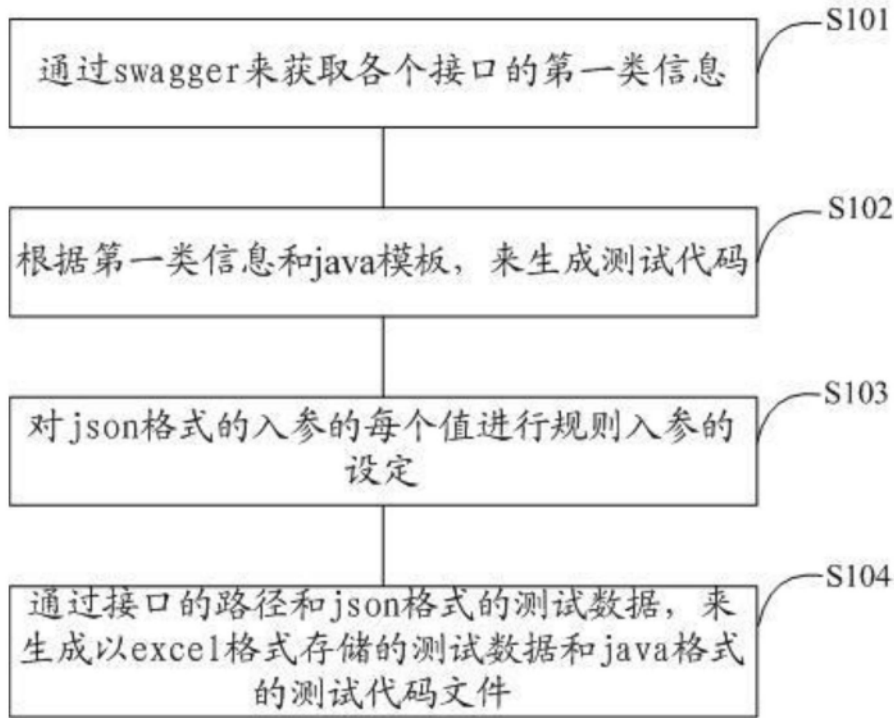 S101
通过swagger来获取各个接口的第一类信息
S102
根据第一类信息和java模板，来生成测试代码
S103
对json格式的入参的每个值进行规则入参的
设定
S104
通过接口的路径和json格式的测试数据，来
生成以excel格式存储的测试数据和java格式
的测试代码文件